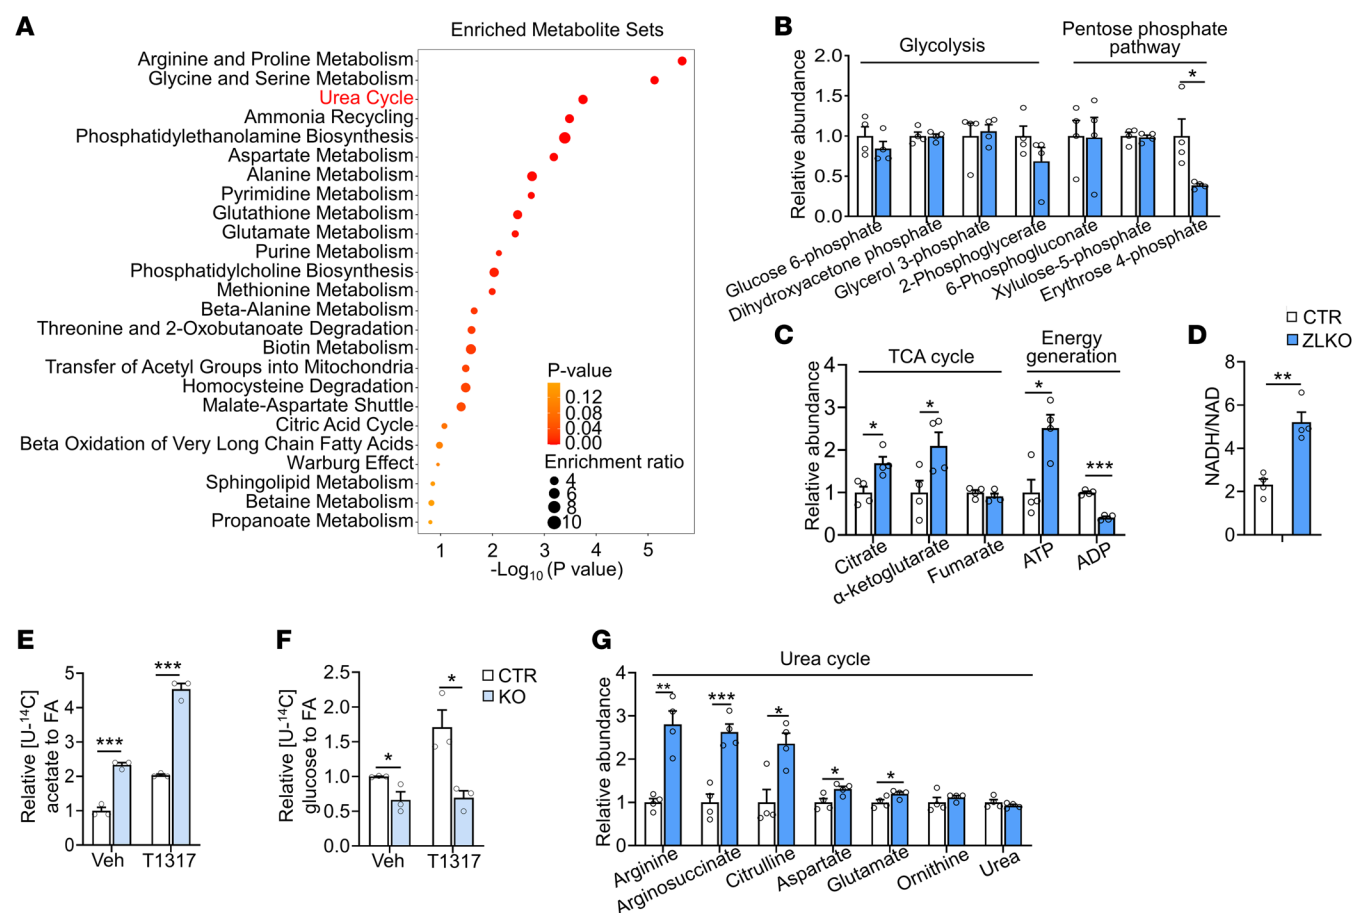 A
Enriched Metabolite Sets
Arginine and Proline Metabolism
Glycine and Serine Metabolism
Urea Cycle
Ammonia Recycling
Phosphatidylethanolamine Biosynthesis
Aspartate Metabolism
Alanine Metabolism
Pyrimidine Metabolism
Glutathione Metabolism
Glutamate Metabolism
Purine Metabolism
Phosphatidylcholine Biosynthesis
Methionine Metabolism
Beta-Alanine Metabolism
Threonine and 2-Oxobutanoate Degradation
Biotin Metabolism
Transfer of Acetyl Groups into Mitochondria
Homocysteine Degradation
Malate-Aspartate Shuttle
Citric Acid Cycle
Beta Oxidation of Very Long Chain Fatty Acids
Warburg Effect
Sphingolipid Metabolism
Betaine Metabolism
Propanoate Metabolism
P-value
0.12
0.08
0.04
0.00
Enrichment ratio
4
6
8
10
1 2 3 4 5
-Log10 (P value)
B
Glycolysis
Pentose phosphate
pathway
Relative abundance
2.0
1.5
1.0
0.5
0.0
*
Glucose 6-phosphate
Dihydroxyacetone phosphate
Glycerol 3-phosphate
2-Phosphoglycerate
6-Phosphogluconate
Xylulose-5-phosphate
Erythrose 4-phosphate
C
TCA cycle
Energy
generation
Relative abundance
4
3
2
1
0
* * * ***
Citrate
α-ketoglutarate
Fumarate
ATP
ADP
CTR
ZLKO
D
NADH/NAD
8
6
4
2
0
**
E
Relative [U-14C]
acetate to FA
5
4
3
2
1
0
*** ***
Veh T1317
F
Relative [U-14C]
glucose to FA
2.5
2.0
1.5
1.0
0.5
0.0
* *
Veh T1317
CTR
KO
G
Urea cycle
Relative abundance
4
3
2
1
0
** *** * * *
Arginine
Arginosuccinate
Citrulline
Aspartate
Glutamate
Ornithine
Urea